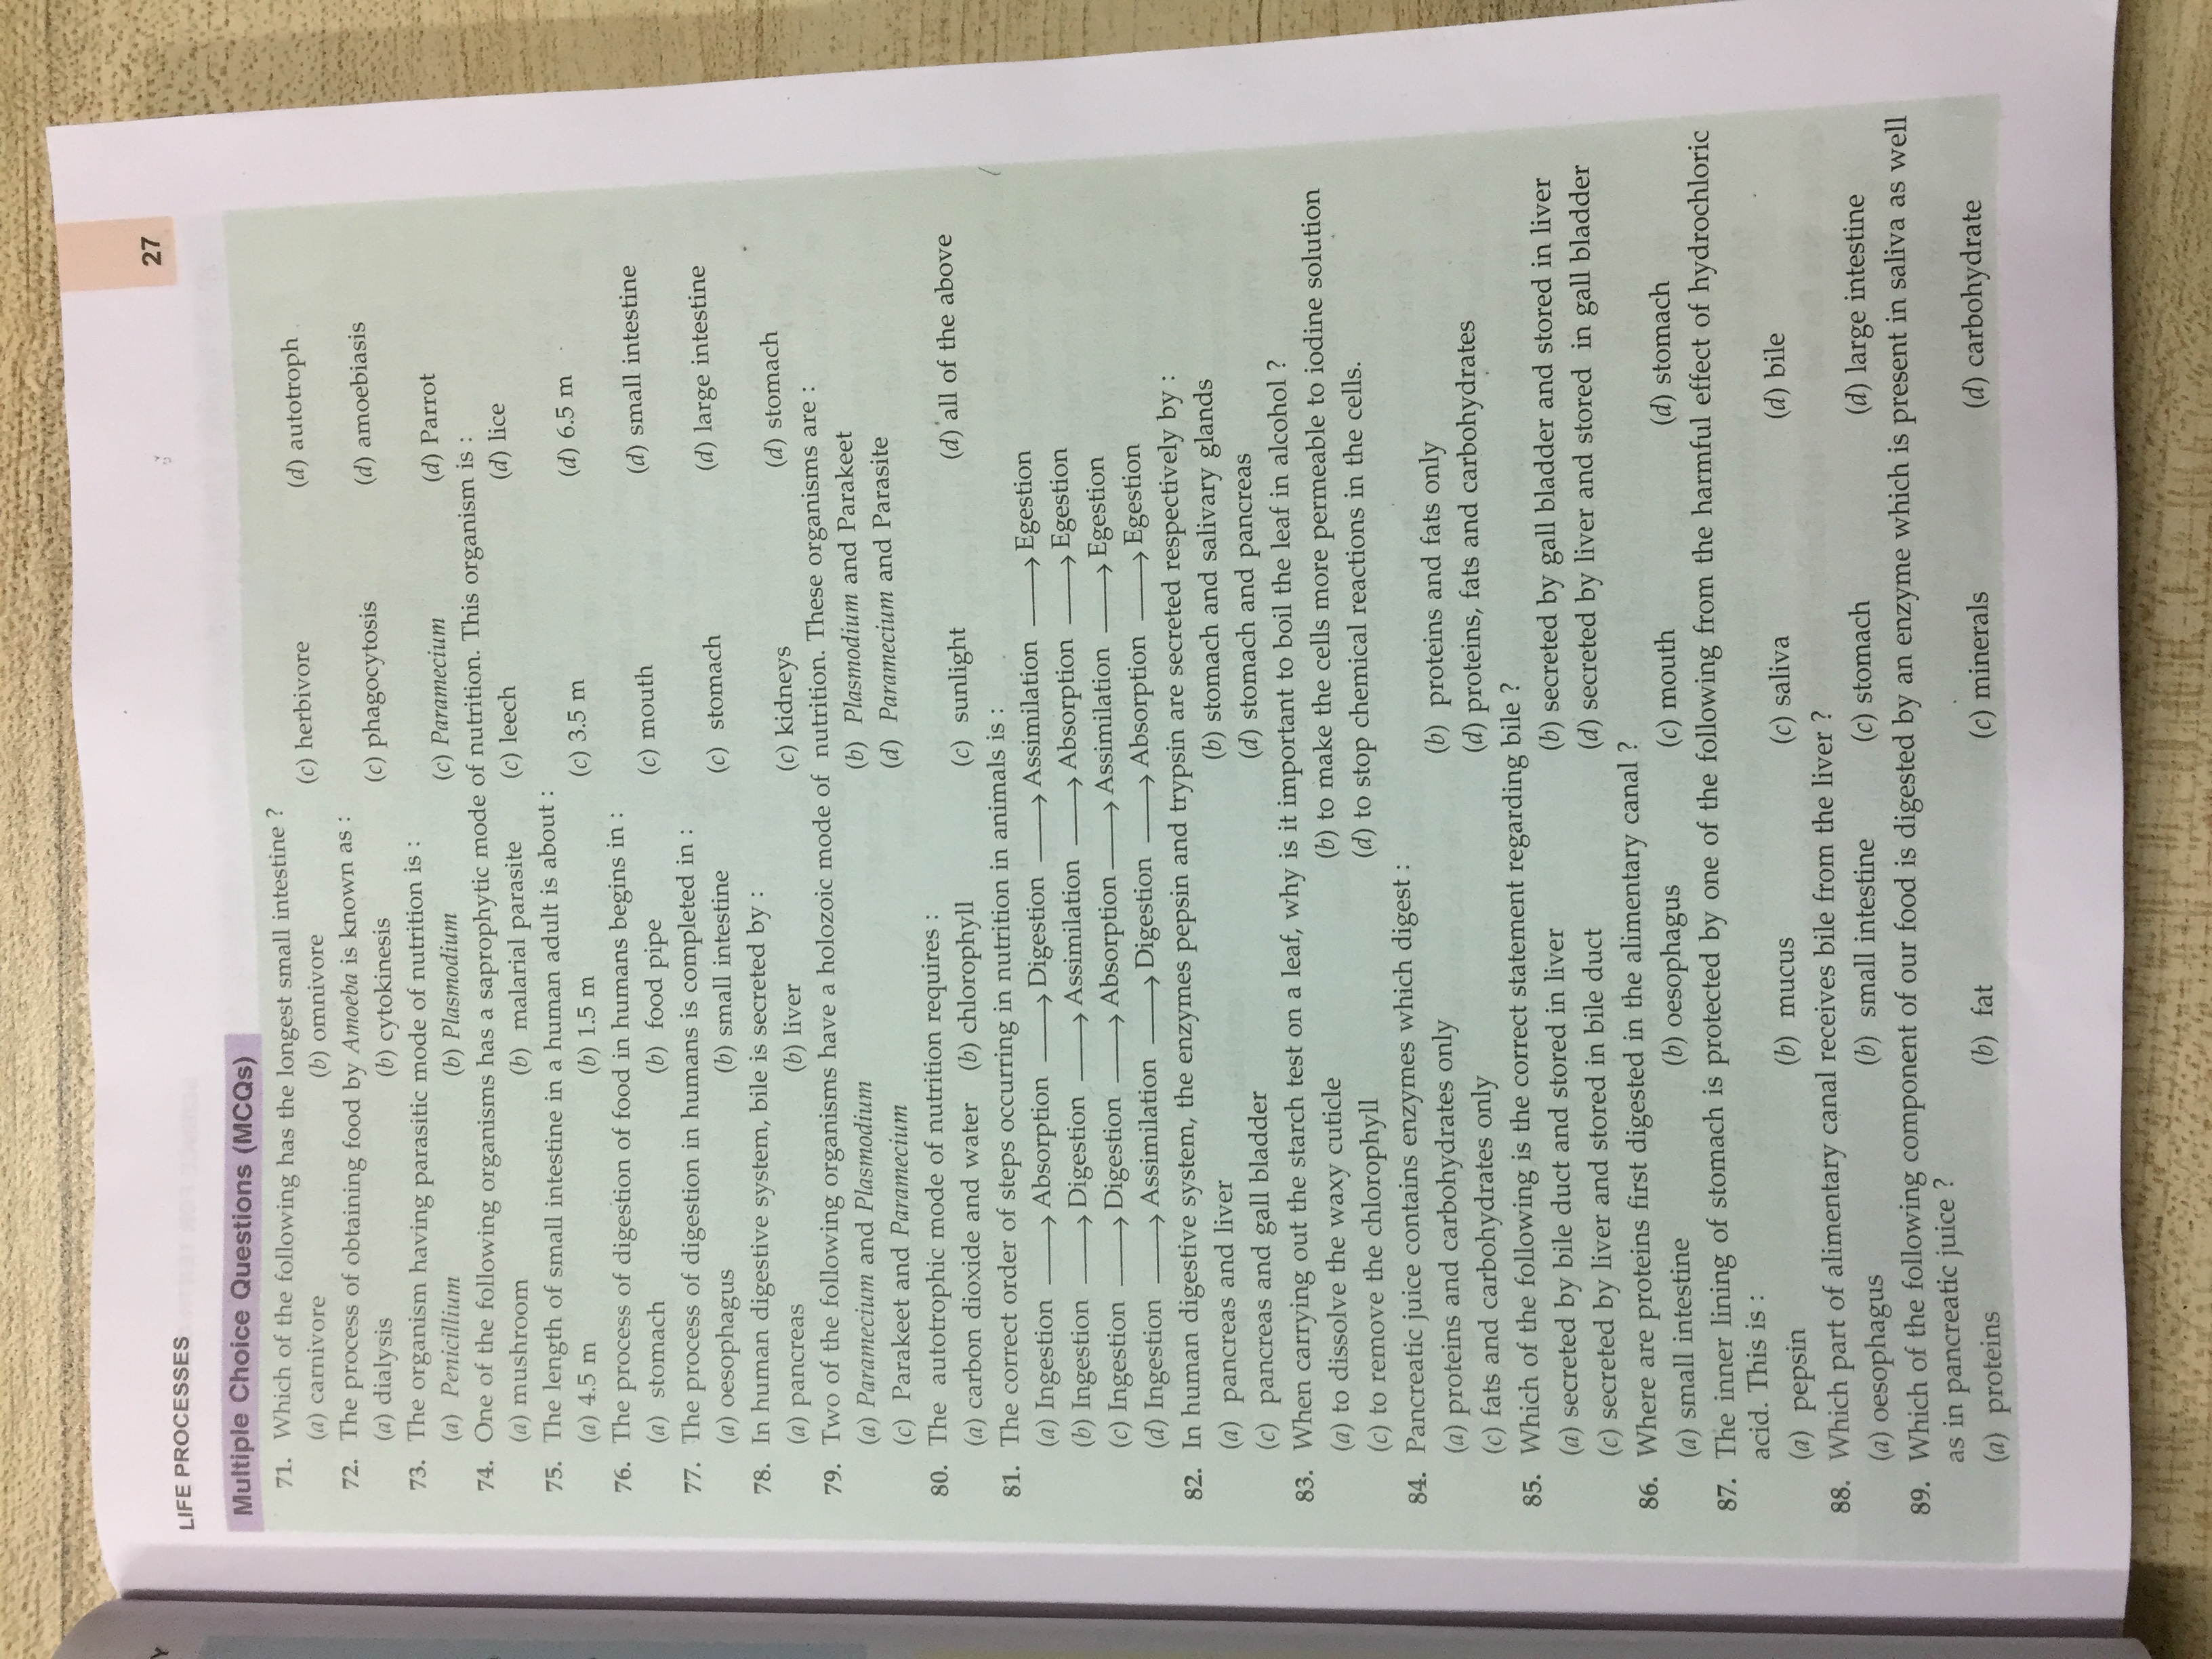 Y
27
LIFE PROCESSES
Multiple Choice Questions (MCQs)
71. Which of the following has the longest small intestine ?
(a) carnivore (b) omnivore (c) herbivore (d) autotroph
72. The process of obtaining food by Amoeba is known as :
(a) dialysis (b) cytokinesis (c) phagocytosis (d) amoebiasis
73. The organism having parasitic mode of nutrition is :
(a) Penicillium (b) Plasmodium (c) Paramecium (d) Parrot
74. One of the following organisms has a saprophytic mode of nutrition. This organism is :
(a) mushroom (b) malarial parasite (c) leech (d) lice
75. The length of small intestine in a human adult is about :
(a) 4.5 m (b) 1.5 m (c) 3.5 m (d) 6.5 m
76. The process of digestion of food in humans begins in :
(a) stomach (b) food pipe (c) mouth (d) small intestine
77. The process of digestion in humans is completed in :
(a) oesophagus (b) small intestine (c) stomach (d) large intestine
78. In human digestive system, bile is secreted by :
(a) pancreas (b) liver (c) kidneys (d) stomach
79. Two of the following organisms have a holozoic mode of nutrition. These organisms are :
(a) Paramecium and Plasmodium (b) Plasmodium and Parakeet
(c) Parakeet and Paramecium (d) Paramecium and Parasite
80. The autotrophic mode of nutrition requires :
(a) carbon dioxide and water (b) chlorophyll (c) sunlight (d) all of the above
81. The correct order of steps occurring in nutrition in animals is :
(a) Ingestion → Absorption → Digestion → Assimilation → Egestion
(b) Ingestion → Digestion → Assimilation → Absorption → Egestion
(c) Ingestion → Digestion → Absorption → Assimilation → Egestion
(d) Ingestion → Assimilation → Digestion → Absorption → Egestion
82. In human digestive system, the enzymes pepsin and trypsin are secreted respectively by :
(a) pancreas and liver (b) stomach and salivary glands
(c) pancreas and gall bladder (d) stomach and pancreas
83. When carrying out the starch test on a leaf, why is it important to boil the leaf in alcohol ?
(a) to dissolve the waxy cuticle (b) to make the cells more permeable to iodine solution
(c) to remove the chlorophyll (d) to stop chemical reactions in the cells.
84. Pancreatic juice contains enzymes which digest :
(a) proteins and carbohydrates only (b) proteins and fats only
(c) fats and carbohydrates only (d) proteins, fats and carbohydrates
85. Which of the following is the correct statement regarding bile ?
(a) secreted by bile duct and stored in liver (b) secreted by gall bladder and stored in liver
(c) secreted by liver and stored in bile duct (d) secreted by liver and stored in gall bladder
86. Where are proteins first digested in the alimentary canal ?
(a) small intestine (b) oesophagus (c) mouth (d) stomach
87. The inner lining of stomach is protected by one of the following from the harmful effect of hydrochloric
acid. This is :
(a) pepsin (b) mucus (c) saliva (d) bile
88. Which part of alimentary canal receives bile from the liver ?
(a) oesophagus (b) small intestine (c) stomach (d) large intestine
89. Which of the following component of our food is digested by an enzyme which is present in saliva as well
as in pancreatic juice ?
(a) proteins (b) fat (c) minerals (d) carbohydrate